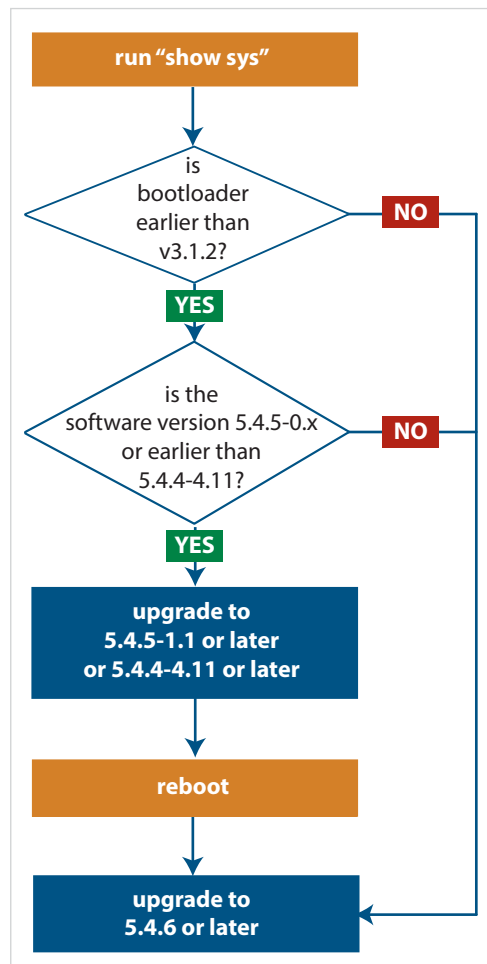 run “show sys”
is
bootloader
earlier than
v3.1.2?
NO
YES
is the
software version 5.4.5-0.x
or earlier than
5.4.4-4.11?
NO
YES
upgrade to
5.4.5-1.1 or later
or 5.4.4-4.11 or later
reboot
upgrade to
5.4.6 or later